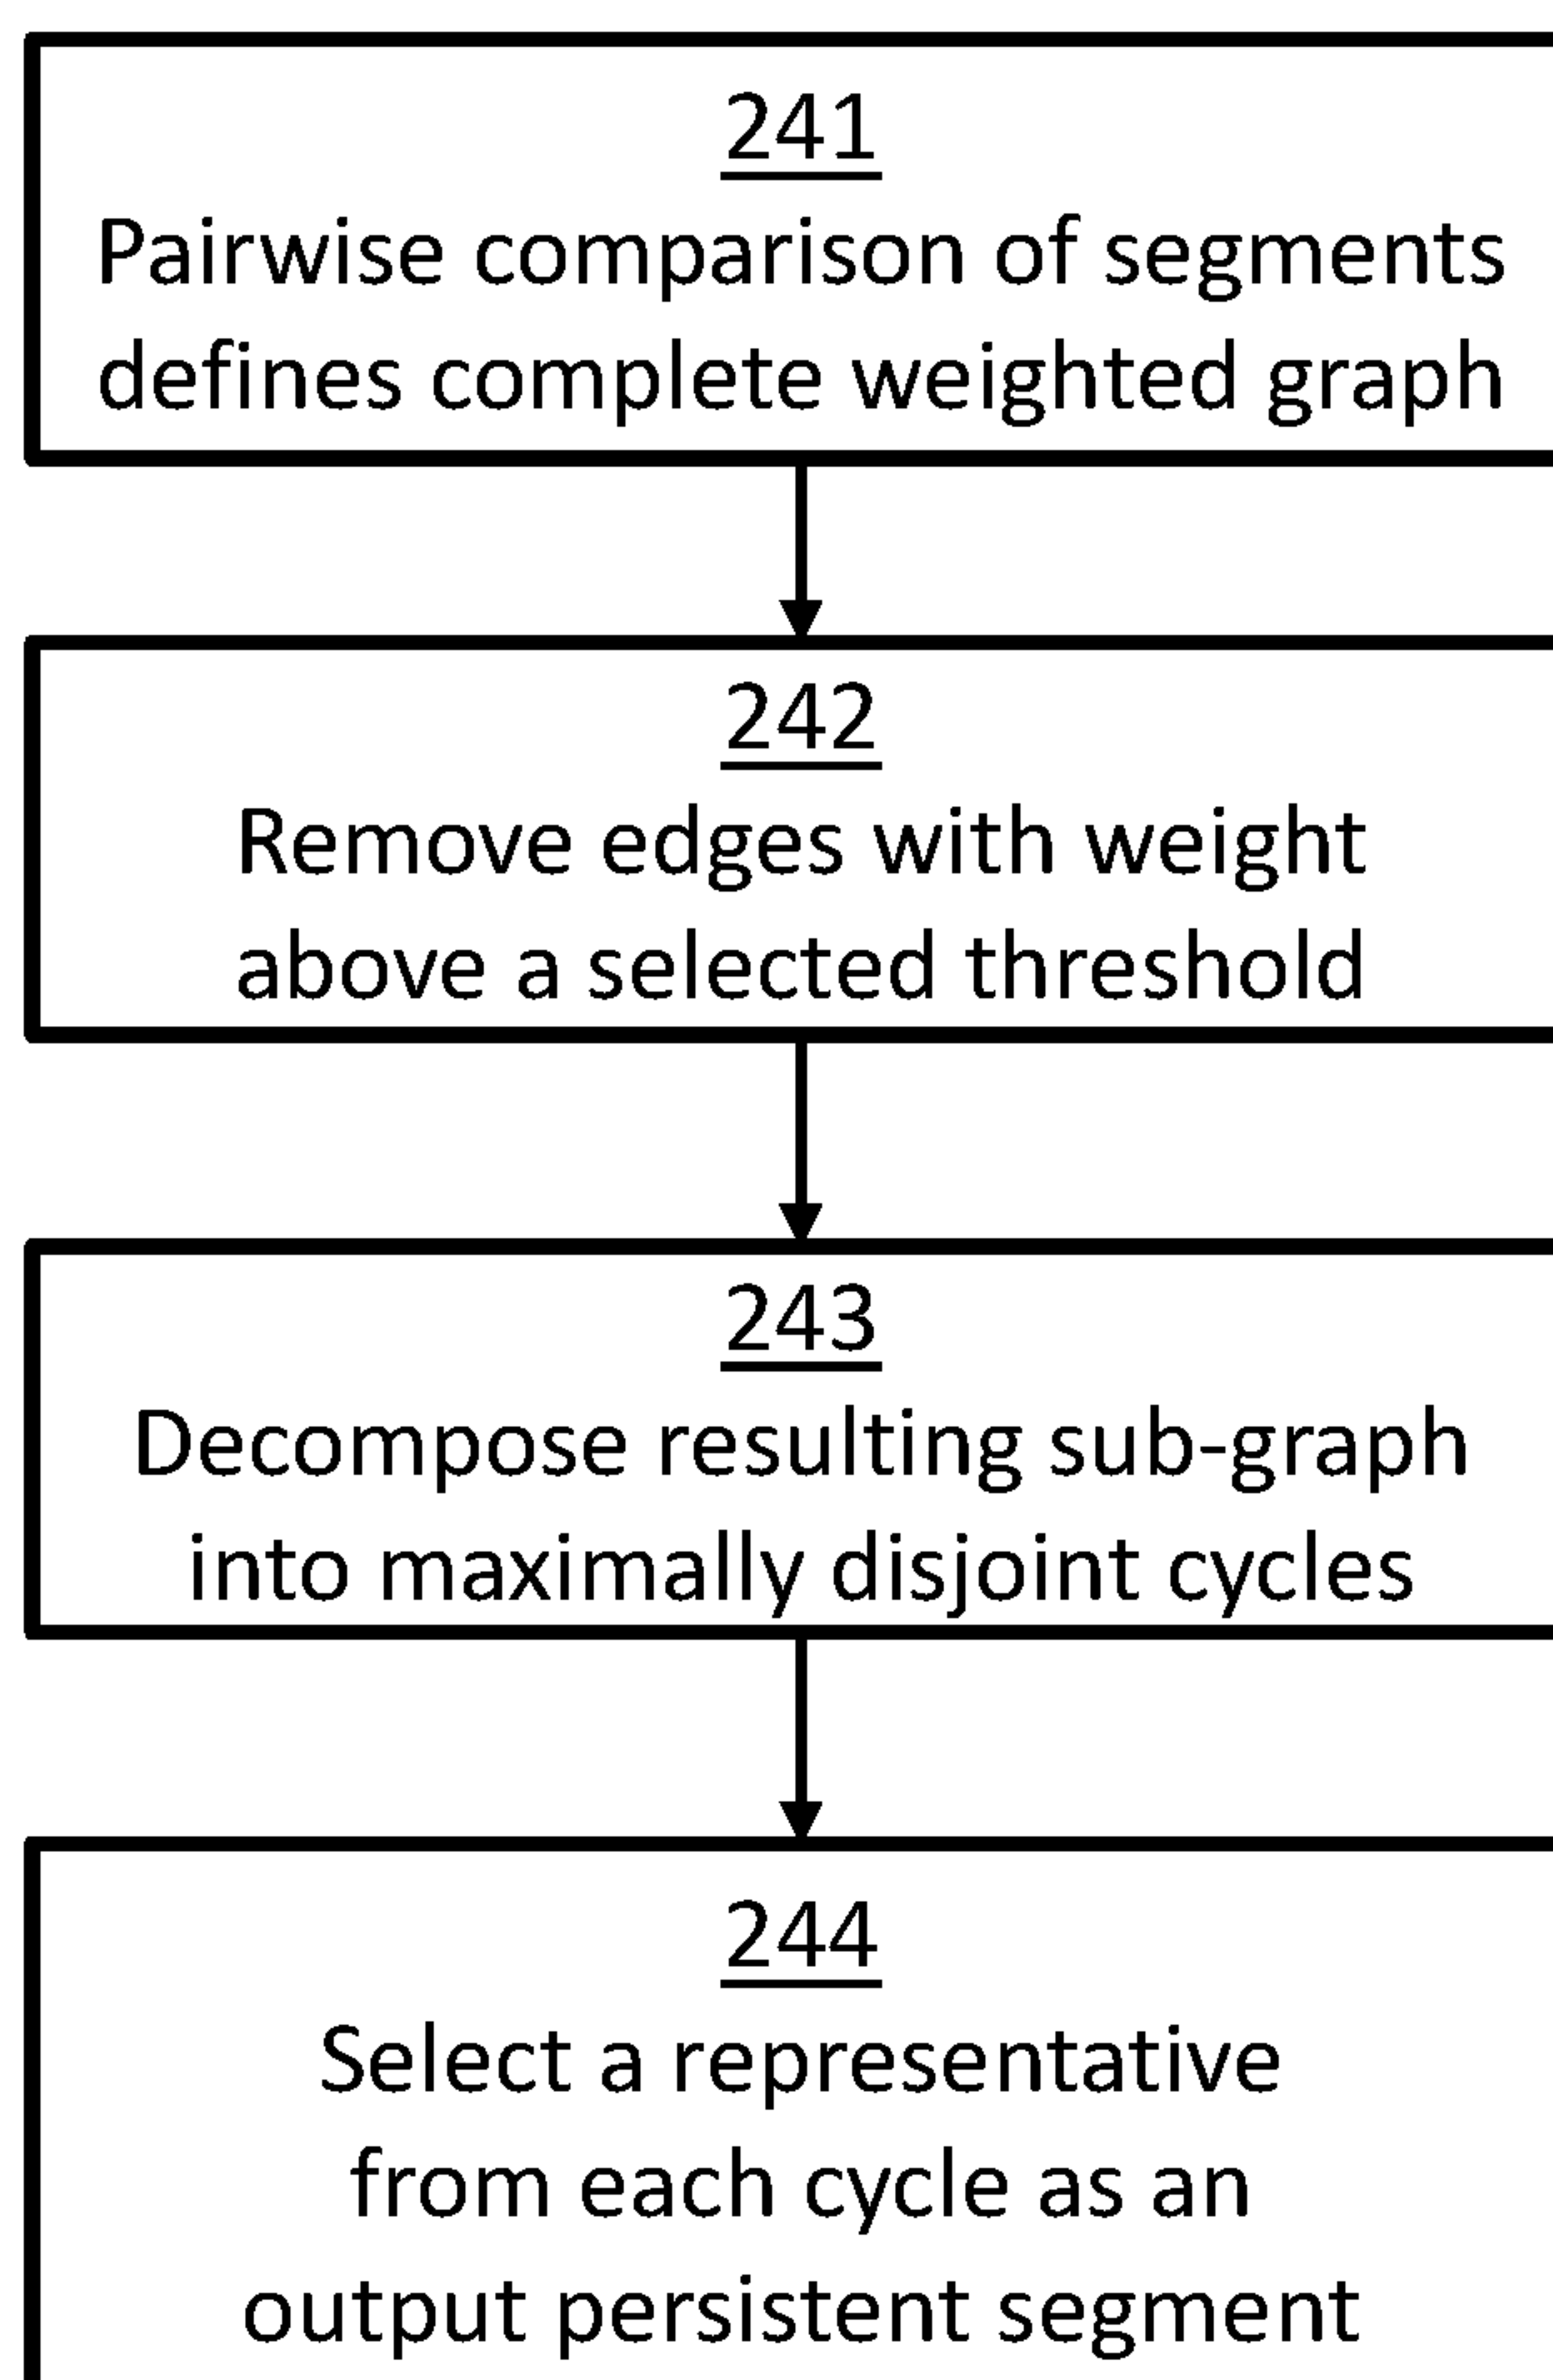 241
Pairwise comparison of segments
defines complete weighted graph
242
Remove edges with weight
above a selected threshold
243
Decompose resulting sub-graph
into maximally disjoint cycles
244
Select a representative
from each cycle as an
output persistent segment